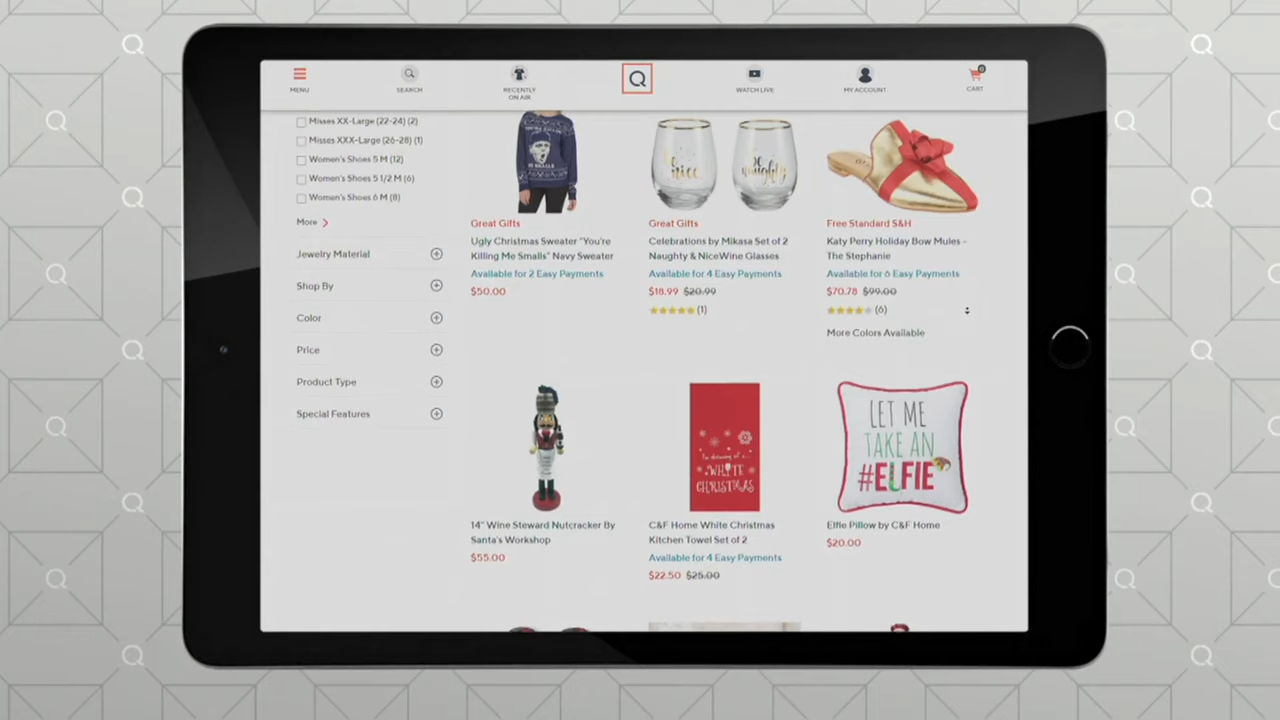 MENU
SEARCH
RECENTLY
ON AIR
Q
WATCH LIVE
MY ACCOUNT
0
CART
Misses XX-Large (22-24) (2)
Misses XXX-Large (26-28) (1)
Women's Shoes 5 M (12)
Women's Shoes 5 1/2 M (6)
Women's Shoes 6 M (8)
More
Jewelry Material
Shop By
Color
Price
Product Type
Special Features
Great Gifts
Ugly Christmas Sweater "You're
Killing Me Smalls" Navy Sweater
Available for 2 Easy Payments
$50.00
be
nice.
be
naughty
Great Gifts
Celebrations by Mikasa Set of 2
Naughty & NiceWine Glasses
Available for 4 Easy Payments
$18.99 $20.99
(1)
Free Standard S&H
Katy Perry Holiday Bow Mules -
The Stephanie
Available for 6 Easy Payments
$70.78 $99.00
(6)
More Colors Available
14" Wine Steward Nutcracker By
Santa's Workshop
$55.00
I'm dreaming of a...
WHITE
CHRISTMAS
C&F Home White Christmas
Kitchen Towel Set of 2
Available for 4 Easy Payments
$22.50 $25.00
LET ME
TAKE AN
#ELFIE
Elfie Pillow by C&F Home
$20.00